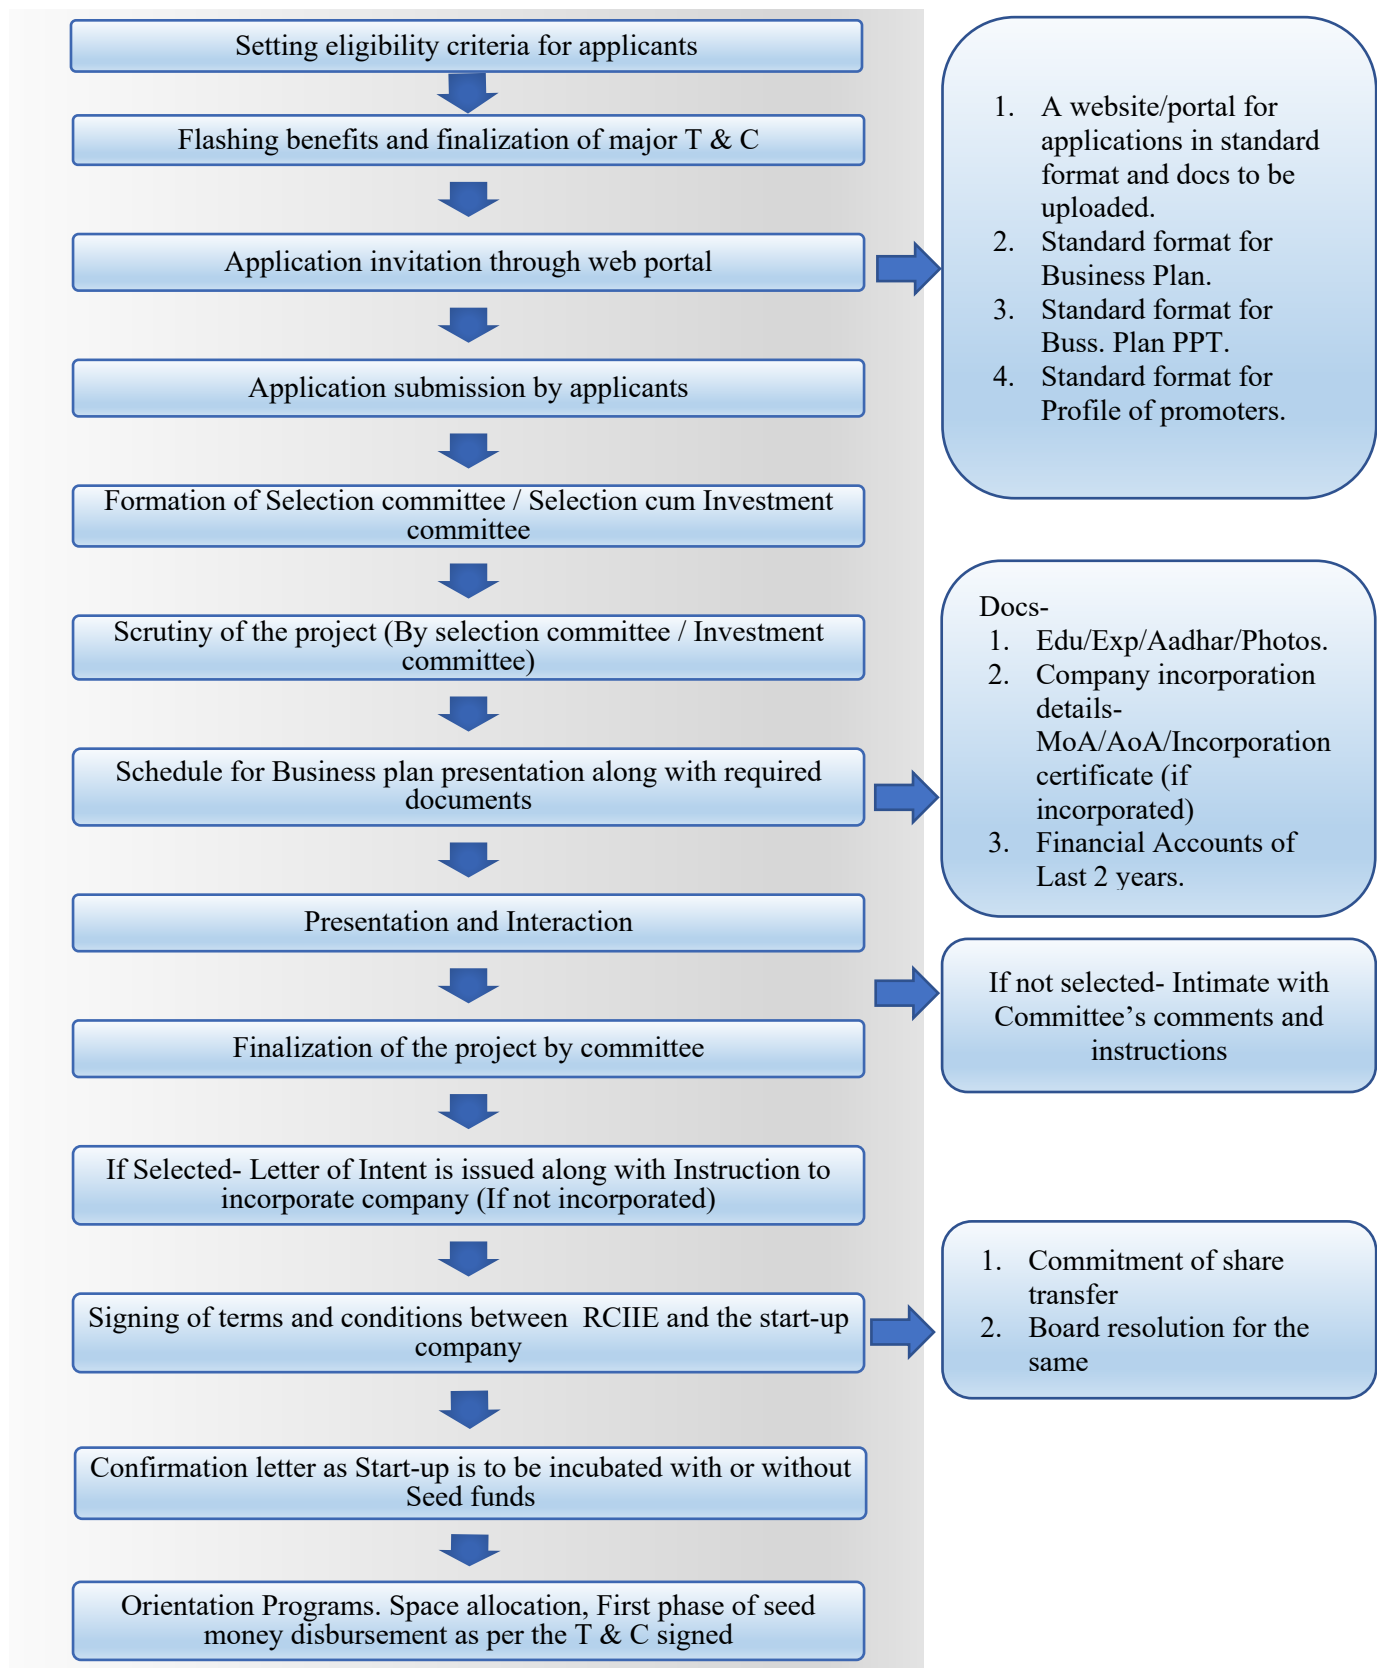 Setting eligibility criteria for applicants
Flashing benefits and finalization of major T & C
Application invitation through web portal
1. A website/portal for
applications in standard
format and docs to be
uploaded.
2. Standard format for
Business Plan.
3. Standard format for
Buss. Plan PPT.
4. Standard format for
Profile of promoters.
Application submission by applicants
Formation of Selection committee / Selection cum Investment
committee
Scrutiny of the project (By selection committee / Investment
committee)
Schedule for Business plan presentation along with required
documents
Docs-
1. Edu/Exp/Aadhar/Photos.
2. Company incorporation
details-
MoA/AoA/Incorporation
certificate (if
incorporated)
3. Financial Accounts of
Last 2 years.
Presentation and Interaction
If not selected- Intimate with
Committee’s comments and
instructions
Finalization of the project by committee
If Selected- Letter of Intent is issued along with Instruction to
incorporate company (If not incorporated)
Signing of terms and conditions between RCIIE and the start-up
company
1. Commitment of share
transfer
2. Board resolution for the
same
Confirmation letter as Start-up is to be incubated with or without
Seed funds
Orientation Programs. Space allocation, First phase of seed
money disbursement as per the T & C signed